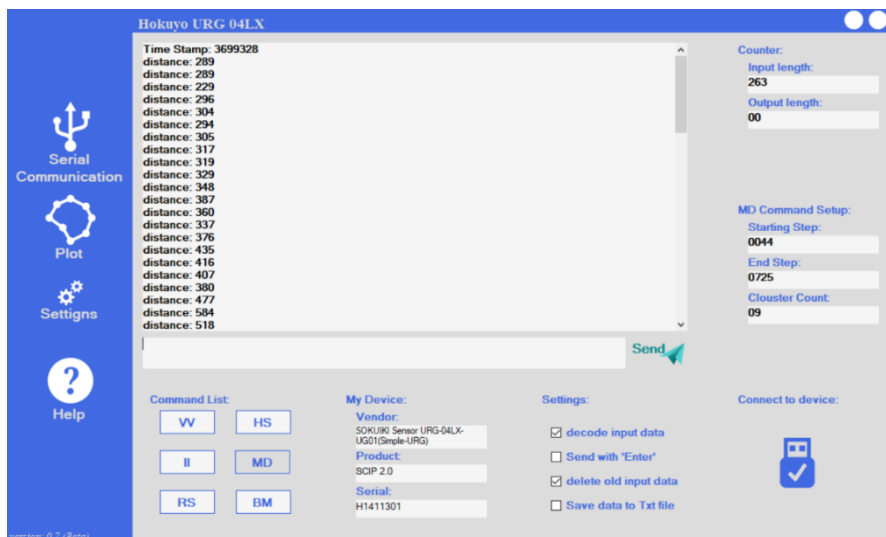 Hokuyo URG 04LX
Serial
Communication
Plot
Settigns
?
Help
version: 0.7 (Beta)
Time Stamp: 3699328
distance: 289
distance: 289
distance: 229
distance: 296
distance: 304
distance: 294
distance: 305
distance: 317
distance: 319
distance: 329
distance: 348
distance: 387
distance: 360
distance: 337
distance: 376
distance: 435
distance: 416
distance: 407
distance: 380
distance: 477
distance: 584
distance: 518
Send
Counter:
Input length:
263
Output length:
00
MD Command Setup:
Starting Step:
0044
End Step:
0725
Clouster Count:
09
Command List:
VV HS
II MD
RS BM
My Device:
Vendor:
SOKUIKI Sensor URG-04LX-
UG01(Simple-URG)
Product:
SCIP 2.0
Serial:
H1411301
Settings:
decode input data
Send with 'Enter'
delete old input data
Save data to Txt file
Connect to device: